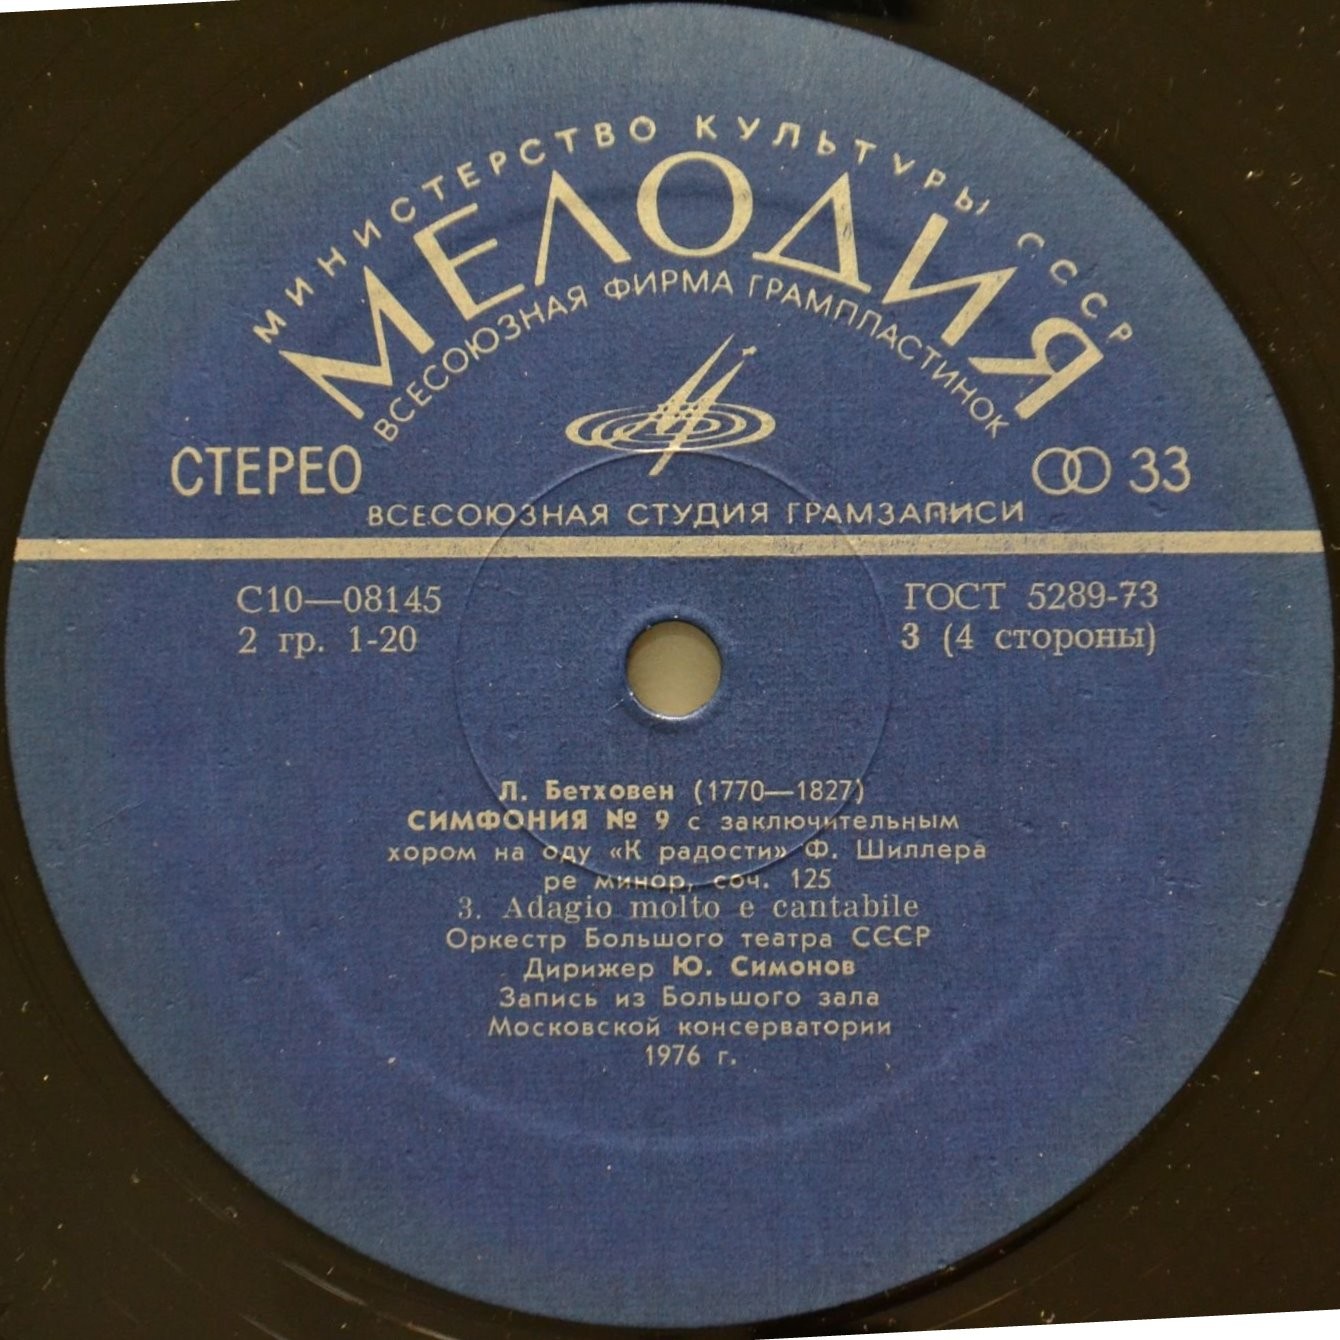 МИНИСТЕРСТВО КУЛЬТУРЫ СССР
МЕЛОДИЯ
ВСЕСОЮЗНАЯ ФИРМА ГРАМПЛАСТИНОК
СТЕРЕО
33
ВСЕСОЮЗНАЯ СТУДИЯ ГРАМЗАПИСИ
С10—08145
ГОСТ 5289-73
2 гр. 1-20
3 (4 стороны)
Л. Бетховен (1770—1827)
СИМФОНИЯ № 9 с заключительным
хором на оду «К радости» Ф. Шиллера
ре минор, соч. 125
3. Adagio molto e cantabile
Оркестр Большого театра СССР
Дирижер Ю. Симонов
Запись из Большого зала
Московской консерватории
1976 г.